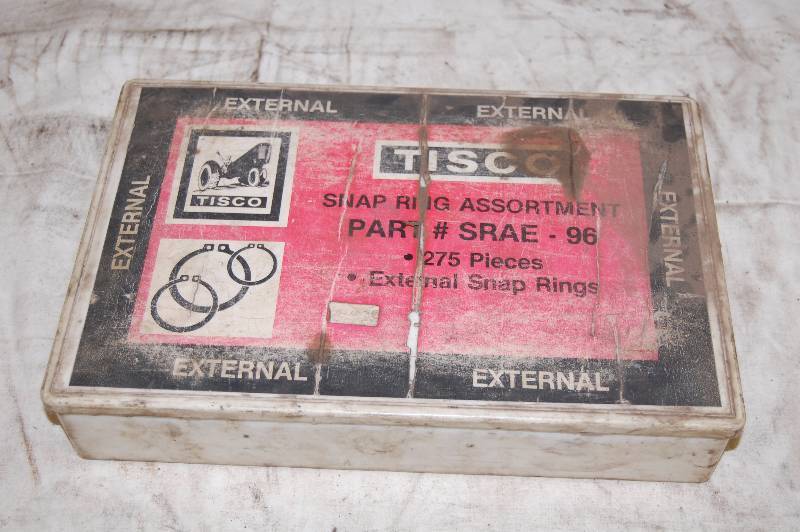 EXTERNAL
EXTERNAL
EXTERNAL
TISCO
TISCO
SNAP RING ASSORTMENT
PART # SRAE - 96
• 275 Pieces
• External Snap Rings
EXTERNAL
EXTERNAL
EXTERNAL